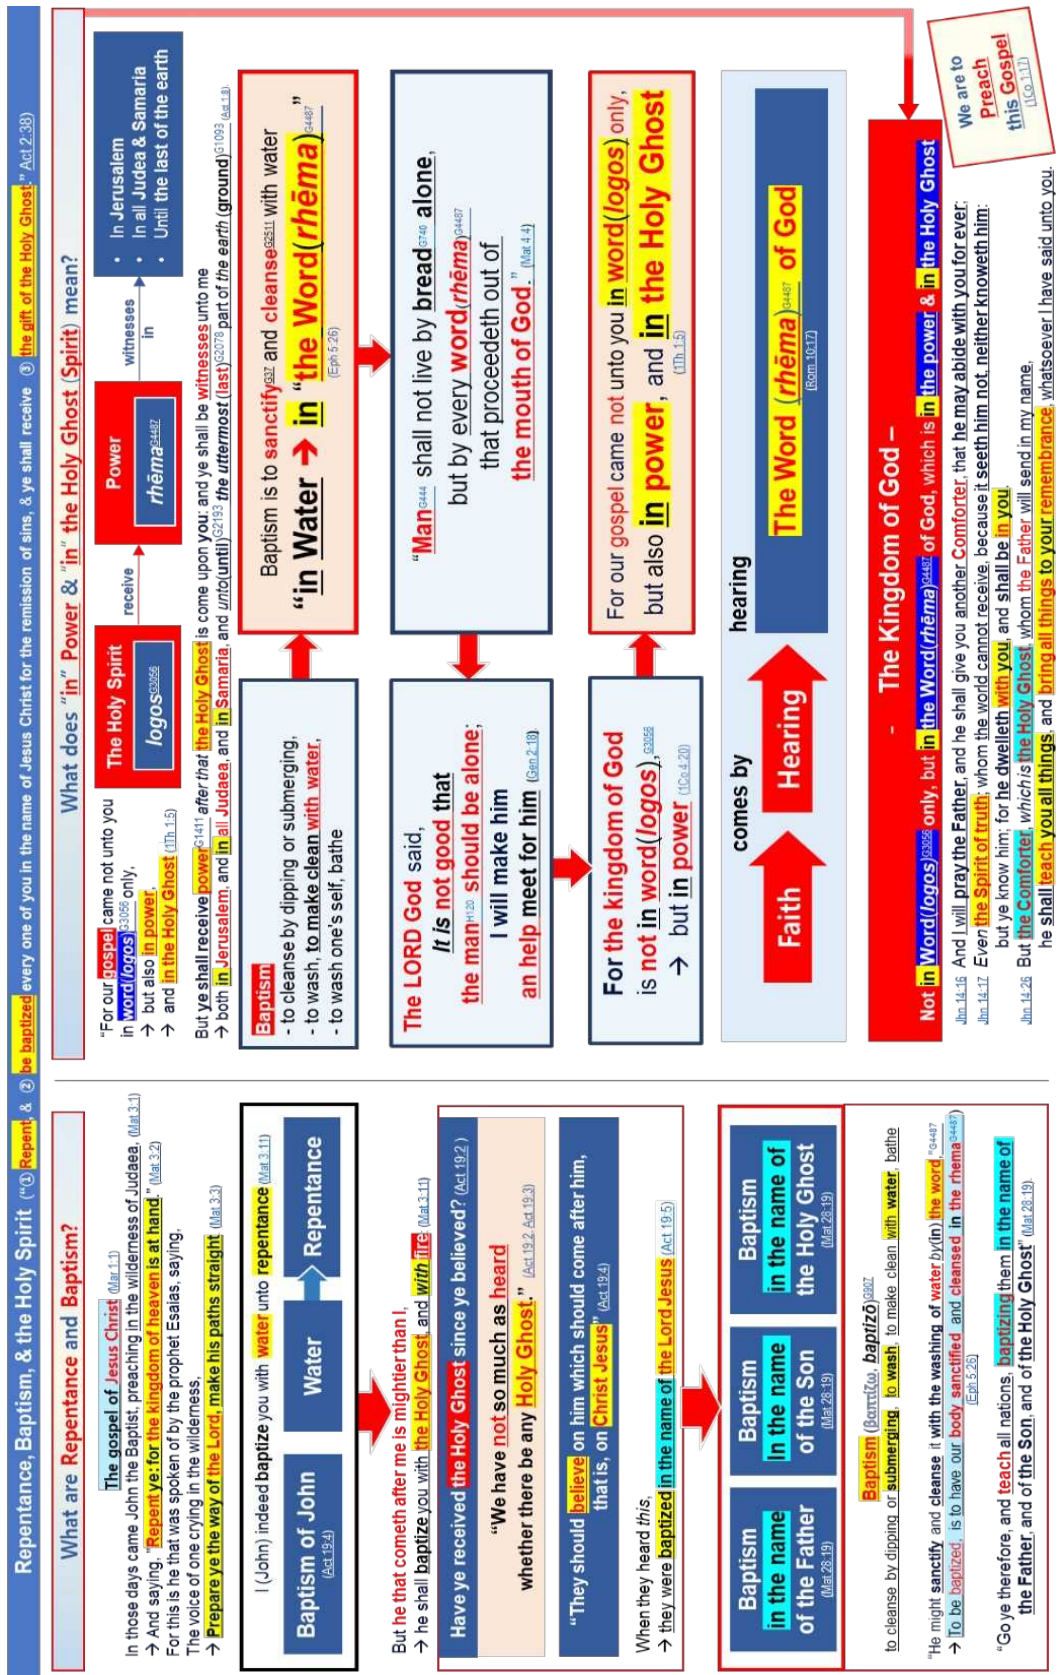 Repentance, Baptism, & the Holy Spirit ("① Repent, & ② be baptized every one of you in the name of Jesus Christ for the remission of sins, & ye shall receive ③ the gift of the Holy Ghost." Act 2:38)
What are Repentance and Baptism?
The gospel of Jesus Christ (Mar 1:1)
In those days came John the Baptist, preaching in the wilderness of Judaea, (Mat 3:1)
→ And saying, "Repent ye: for the kingdom of heaven is at hand." (Mat 3:2)
For this is he that was spoken of by the prophet Esaias, saying,
The voice of one crying in the wilderness,
→ Prepare ye the way of the Lord, make his paths straight (Mat 3:3)
I (John) indeed baptize you with water unto repentance (Mat 3:11)
Baptism of John
(Act 19:4)
Water
Repentance
But he that cometh after me is mightier than I,
→ he shall baptize you with the Holy Ghost, and with fire: (Mat 3:11)
Have ye received the Holy Ghost since ye believed? (Act 19:2)
"We have not so much as heard
whether there be any Holy Ghost." (Act 19:2, Act 19:3)
"They should believe on him which should come after him,
that is, on Christ Jesus" (Act 19:4)
When they heard this,
→ they were baptized in the name of the Lord Jesus (Act 19:5)
Baptism
in the name
of the Father
(Mat 28:19)
Baptism
In the name
of the Son
(Mat 28:19)
Baptism
in the name of
the Holy Ghost
(Mat 28:19)
Baptism (βαπτίζω, baptizō)G907
to cleanse by dipping or submerging, to wash, to make clean with water, bathe
"He might sanctify and cleanse it with the washing of water by(in) the word,"G4487
→ To be baptized, is to have our body sanctified and cleansed in the rhemaG4487)
(Eph 5:26)
"Go ye therefore, and teach all nations, baptizing them in the name of
the Father, and of the Son, and of the Holy Ghost" (Mat 28:19)
What does "in" Power & "in" the Holy Ghost (Spirit) mean?
"For our gospel came not unto you
in word(logos)G3056 only,
→ but also in power,
→ and in the Holy Ghost (1Th 1:5)
The Holy Spirit
logosG3056
receive
Power
rhēmaG4487
witnesses
in
• In Jerusalem
• In all Judea & Samaria
• Until the last of the earth
But ye shall receive powerG1411 after that the Holy Ghost is come upon you: and ye shall be witnesses unto me
→ both in Jerusalem, and in all Judaea, and in Samaria, and unto(until)G2193 the uttermost (last)G2078 part of the earth (ground)G1093 (Act 1:8)
Baptism
- to cleanse by dipping or submerging,
- to wash, to make clean with water,
- to wash one's self, bathe
Baptism is to sanctifyG37 and cleanseG2511 with water
"in Water → in "the Word(rhēma)"G4487
(Eph 5:26)
The LORD God said,
It is not good that
the manH120 should be alone;
I will make him
an help meet for him (Gen 2:18)
"ManG444 shall not live by breadG740 alone,
but by every word(rhēma)G4487
that proceedeth out of
the mouth of God." (Mat 4:4)
For the kingdom of God
is not in word(logos),G3056
→ but in power (1Co 4:20)
For our gospel came not unto you in word(logos) only,
but also in power, and in the Holy Ghost
(1Th 1:5)
Faith
comes by
Hearing
hearing
The Word (rhēma)G4487 of God
(Rom 10:17)
- The Kingdom of God –
Not in Word(logos)G3056 only, but in the Word(rhēma)G4487 of God, which is in the power & in the Holy Ghost
Jhn 14:16 And I will pray the Father, and he shall give you another Comforter, that he may abide with you for ever;
Jhn 14:17 Even the Spirit of truth; whom the world cannot receive, because it seeth him not, neither knoweth him:
but ye know him; for he dwelleth with you, and shall be in you.
Jhn 14:26 But the Comforter, which is the Holy Ghost, whom the Father will send in my name,
he shall teach you all things, and bring all things to your remembrance, whatsoever I have said unto you.
We are to
Preach
this Gospel
(1Co 1:17)